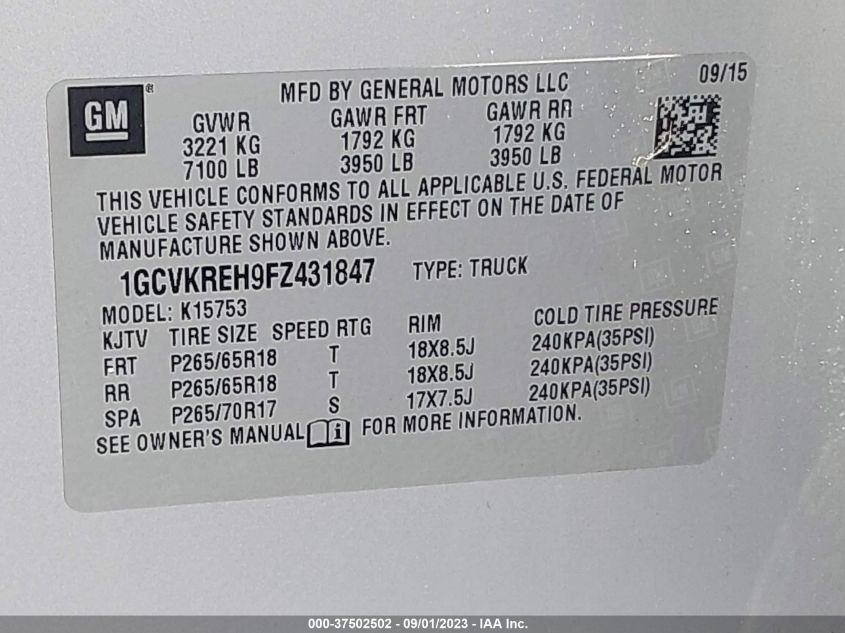 GM ®
MFD BY GENERAL MOTORS LLC 09/15
GVWR GAWR FRT GAWR RR
3221 KG 1792 KG 1792 KG
7100 LB 3950 LB 3950 LB
THIS VEHICLE CONFORMS TO ALL APPLICABLE U.S. FEDERAL MOTOR
VEHICLE SAFETY STANDARDS IN EFFECT ON THE DATE OF
MANUFACTURE SHOWN ABOVE.
1GCVKREH9FZ431847 TYPE: TRUCK
MODEL: K15753
KJTV TIRE SIZE SPEED RTG RIM COLD TIRE PRESSURE
FRT P265/65R18 T 18X8.5J 240KPA(35PSI)
RR P265/65R18 T 18X8.5J 240KPA(35PSI)
SPA P265/70R17 S 17X7.5J 240KPA(35PSI)
SEE OWNER'S MANUAL i FOR MORE INFORMATION.
000-37502502 - 09/01/2023 - IAA Inc.